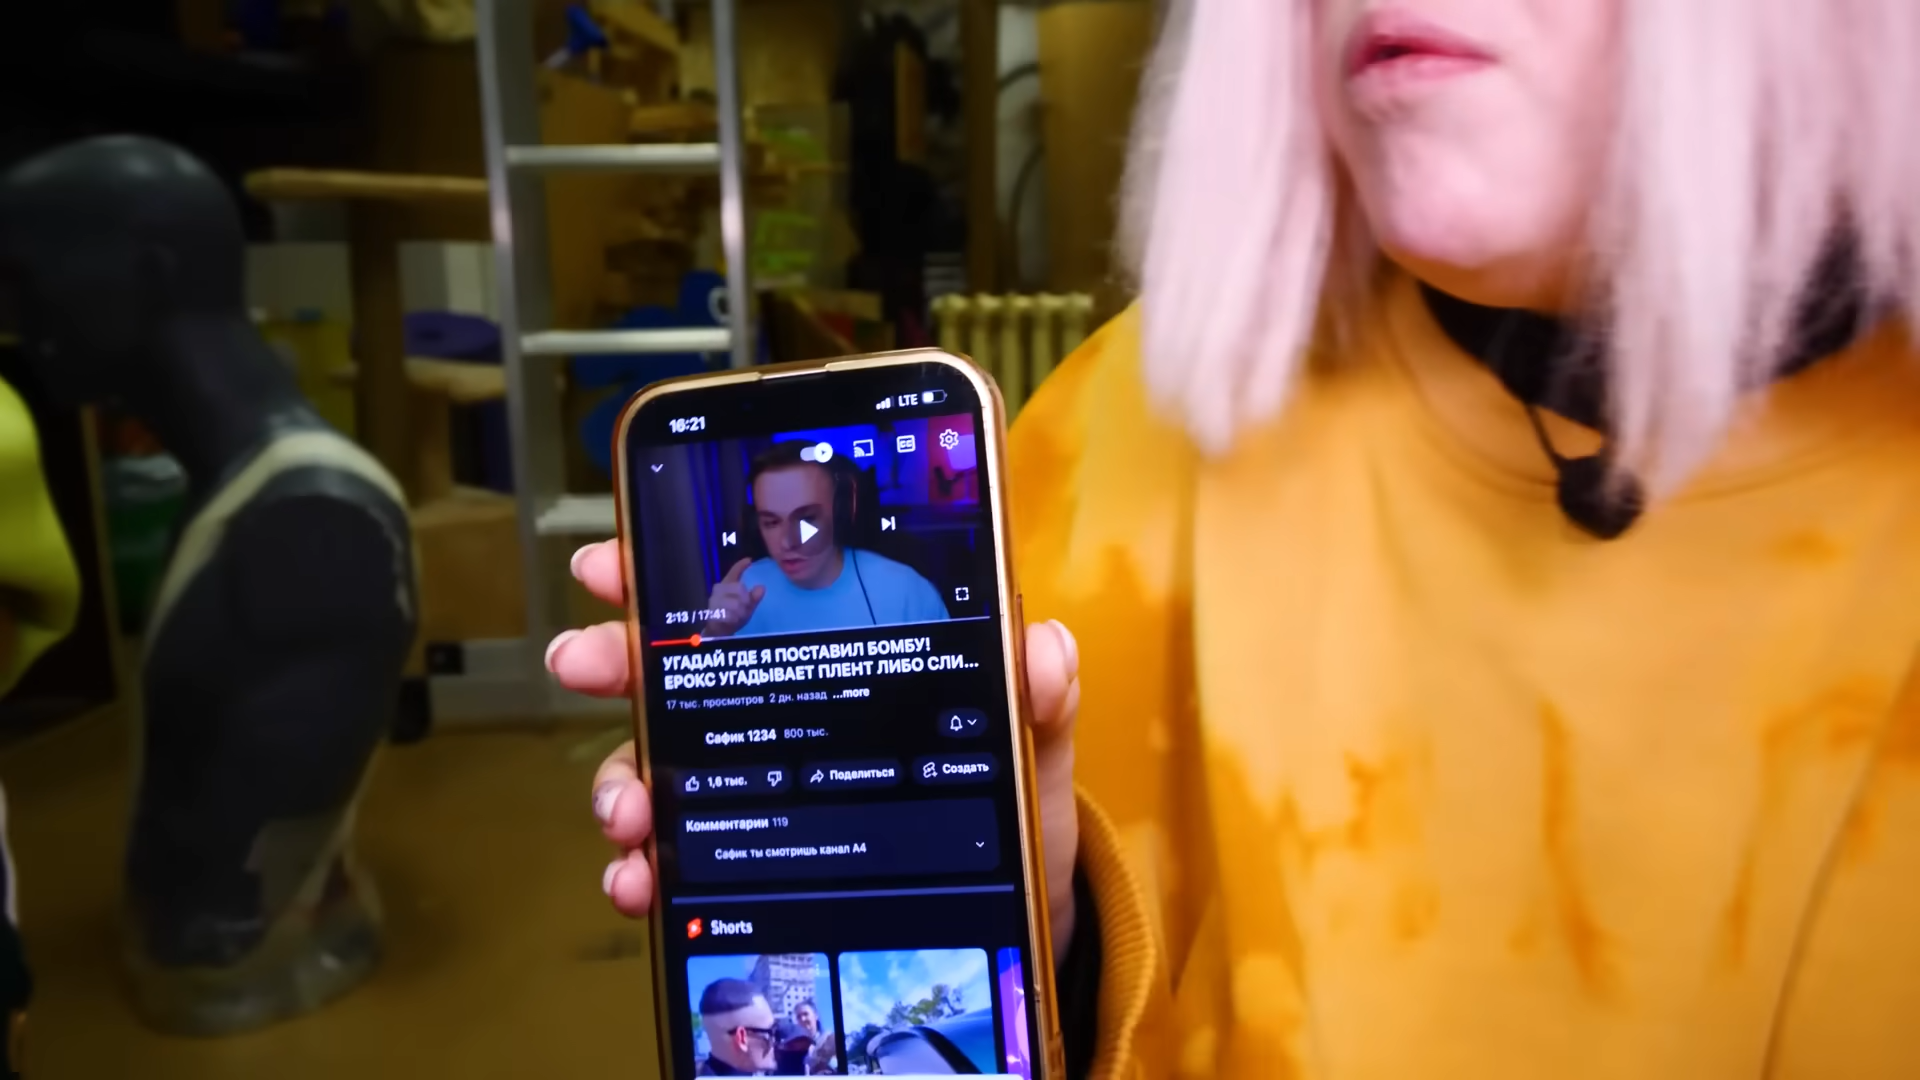 16:21 LTE
2:13 / 17:41
УГАДАЙ ГДЕ Я ПОСТАВИЛ БОМБУ!
ЕРОКС УГАДЫВАЕТ ПЛЕНТ ЛИБО СЛИ...
17 тыс. просмотров 2 дн. назад ...more
Сафик 1234 800 тыс.
1,6 тыс. Поделиться Создать
Комментарии 119
Сафик ты смотришь канал А4
Shorts